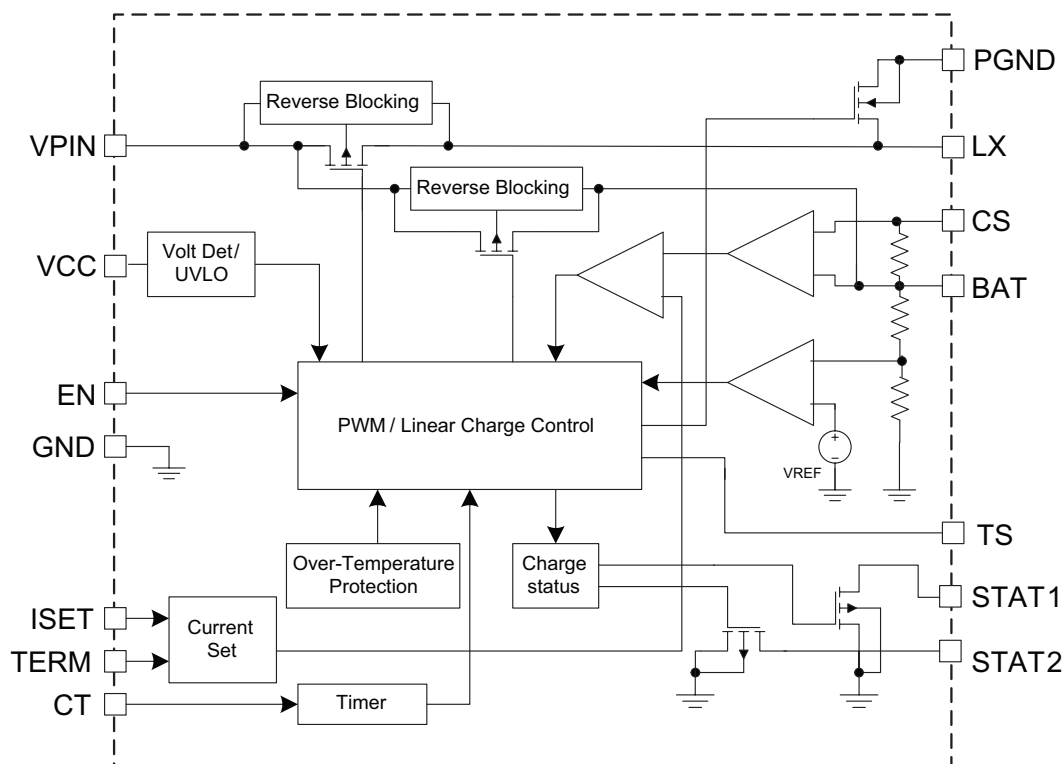 PGND
Reverse Blocking
VPIN
LX
Reverse Blocking
CS
Volt Det/
UVLO
VCC
BAT
EN
PWM / Linear Charge Control
GND
+
−
VREF
TS
Over-Temperature
Protection
Charge
status
STAT1
ISET
Current
Set
TERM
STAT2
CT
Timer